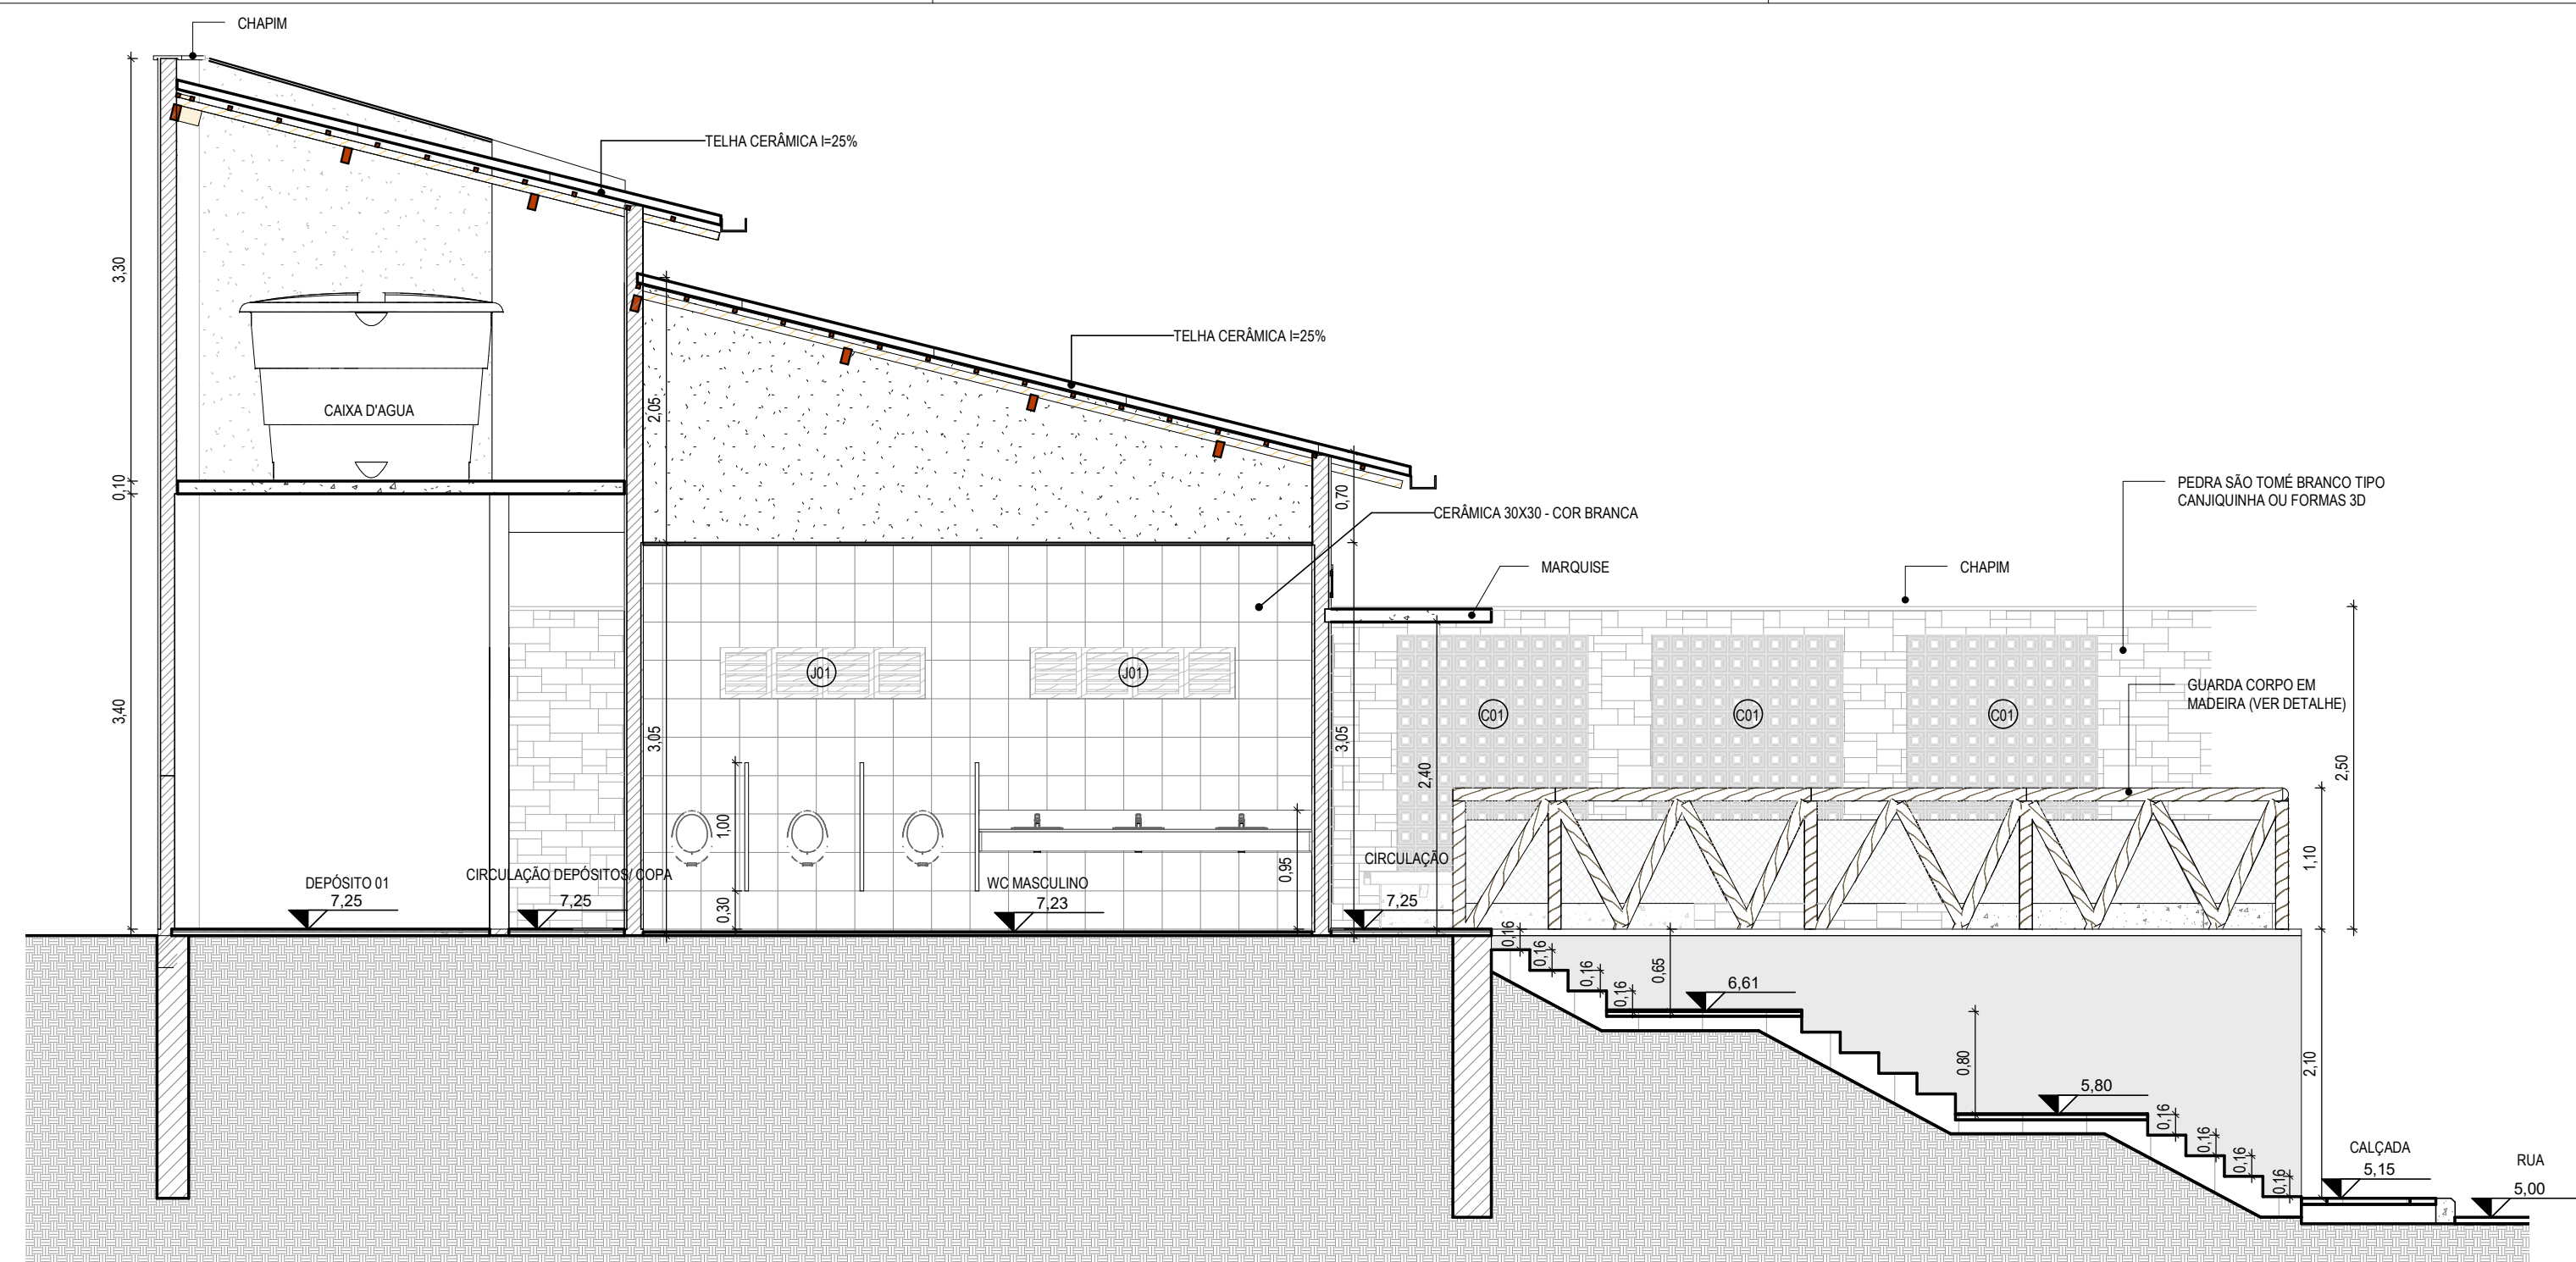 CHAPIM
TELHA CERÂMICA I=25%
TELHA CERÂMICA I=25%
3,30
CAIXA D'AGUA
2,05
0,10
0,70
PEDRA SÃO TOMÉ BRANCO TIPO
CANJIQUINHA OU FORMAS 3D
CERÂMICA 30X30 - COR BRANCA
MARQUISE
CHAPIM
J01
J01
GUARDA CORPO EM
MADEIRA (VER DETALHE)
C01
C01
C01
3,40
3,05
3,05
2,40
2,50
1,00
0,95
1,10
CIRCULAÇÃO
CIRCULAÇÃO DEPÓSITOS/ COPA
DEPÓSITO 01
WC MASCULINO
7,25
7,25
7,23
7,25
0,30
0,16
0,16
0,16
0,16
0,65
6,61
0,80
5,80
2,10
0,16
0,16
0,16
0,16
CALÇADA
5,15
RUA
5,00